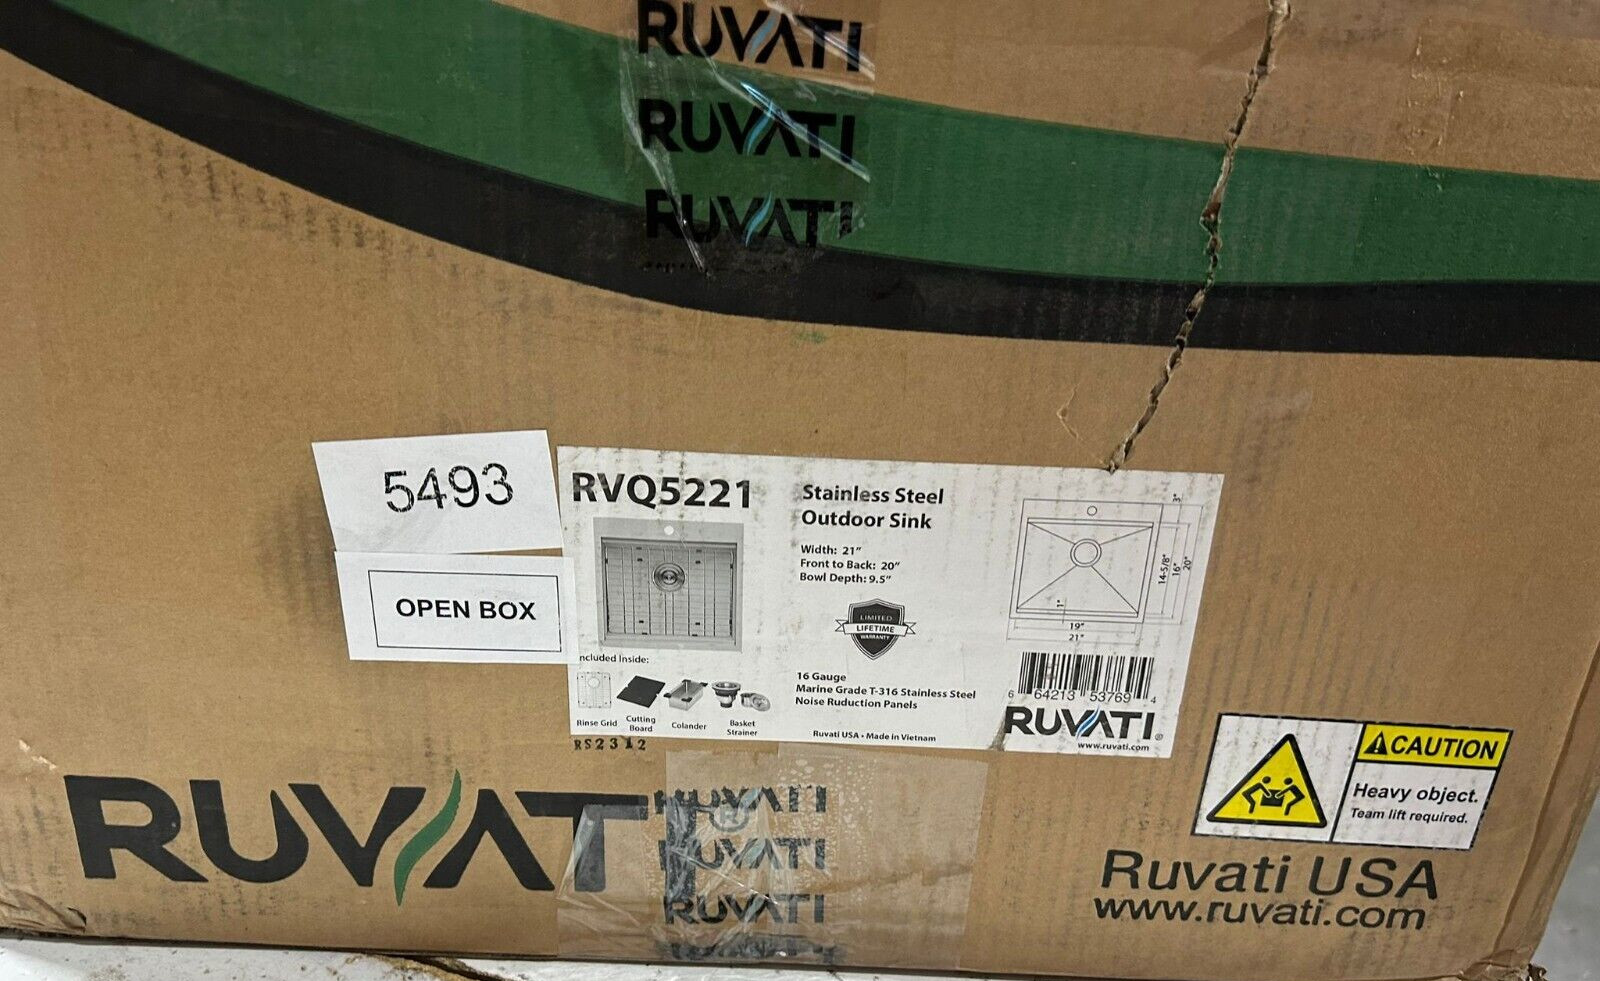 RUVATI
RUVATI
RUVATI
5493
OPEN BOX
RVQ5221
Stainless Steel
Outdoor Sink
Width: 21"
Front to Back: 20"
Bowl Depth: 9.5"
LIMITED
LIFETIME
WARRANTY
ncluded Inside:
Rinse Grid
Cutting
Board
Colander
Basket
Strainer
16 Gauge
Marine Grade T-316 Stainless Steel
Noise Ruduction Panels
Ruvati USA • Made in Vietnam
3"
14-5/8"
16"
20"
1"
19"
21"
6 64213 53769 4
RUVATI®
www.ruvati.com
RS2312
RUVATI
RUVATI
RUVATI
RUVATI
CAUTION
Heavy object.
Team lift required.
Ruvati USA
www.ruvati.com